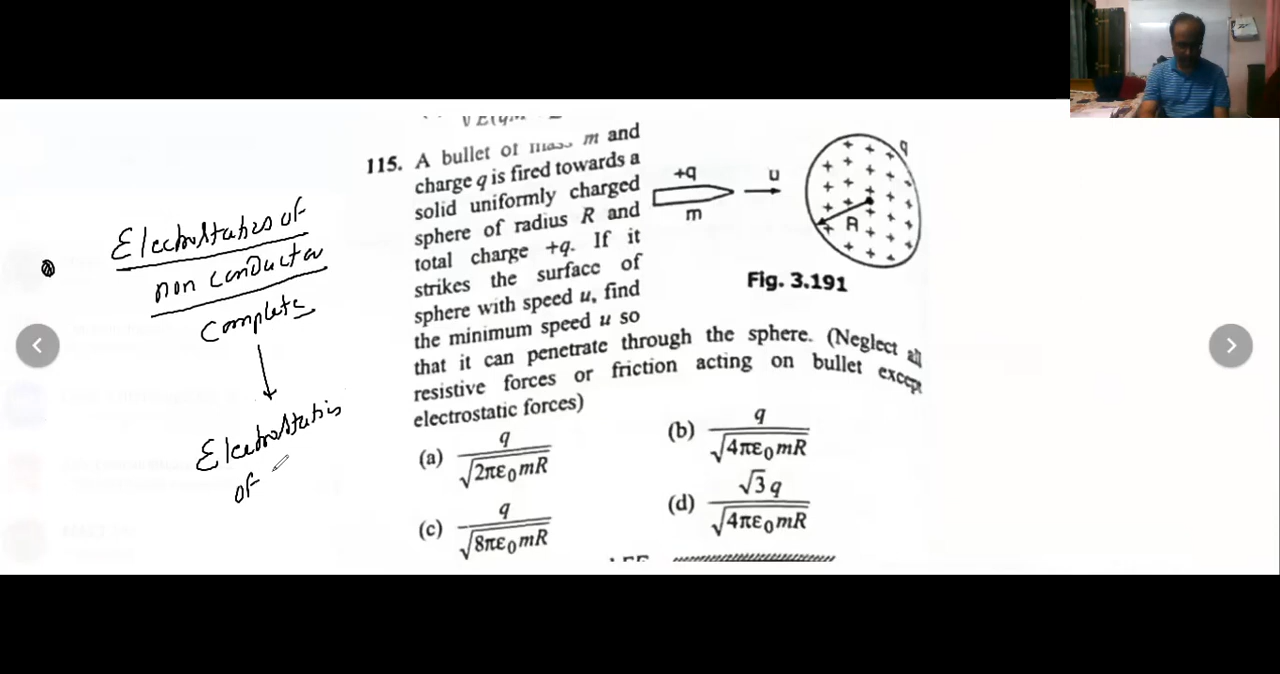 115. A bullet of mass m and
charge q is fired towards a
solid uniformly charged
sphere of radius R and
total charge +q. If it
strikes the surface of
sphere with speed u, find
the minimum speed u so
that it can penetrate through the sphere. (Neglect all
resistive forces or friction acting on bullet except
electrostatic forces)
(a) q / √2πε₀mR
(b) q / √4πε₀mR
(c) q / √8πε₀mR
(d) √3 q / √4πε₀mR
+q
m
u
q
R
Fig. 3.191
Electrostatics of
non conductor
Complete
Electrostatics
of